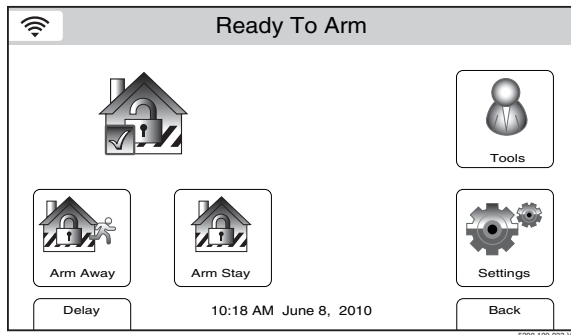 Ready To Arm
Tools
Arm Away
Arm Stay
Settings
Delay
10:18 AM June 8, 2010
Back